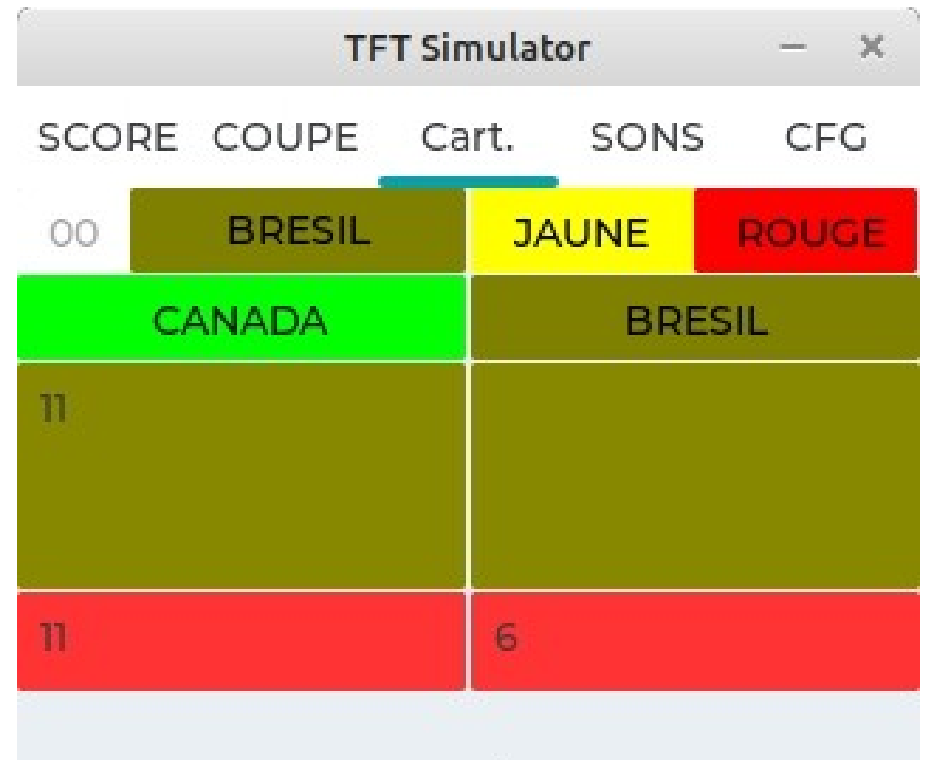 TFT Simulator
SCORE COUPE Cart. SONS CFG
00 BRESIL JAUNE ROUGE
CANADA BRESIL
11
11 6